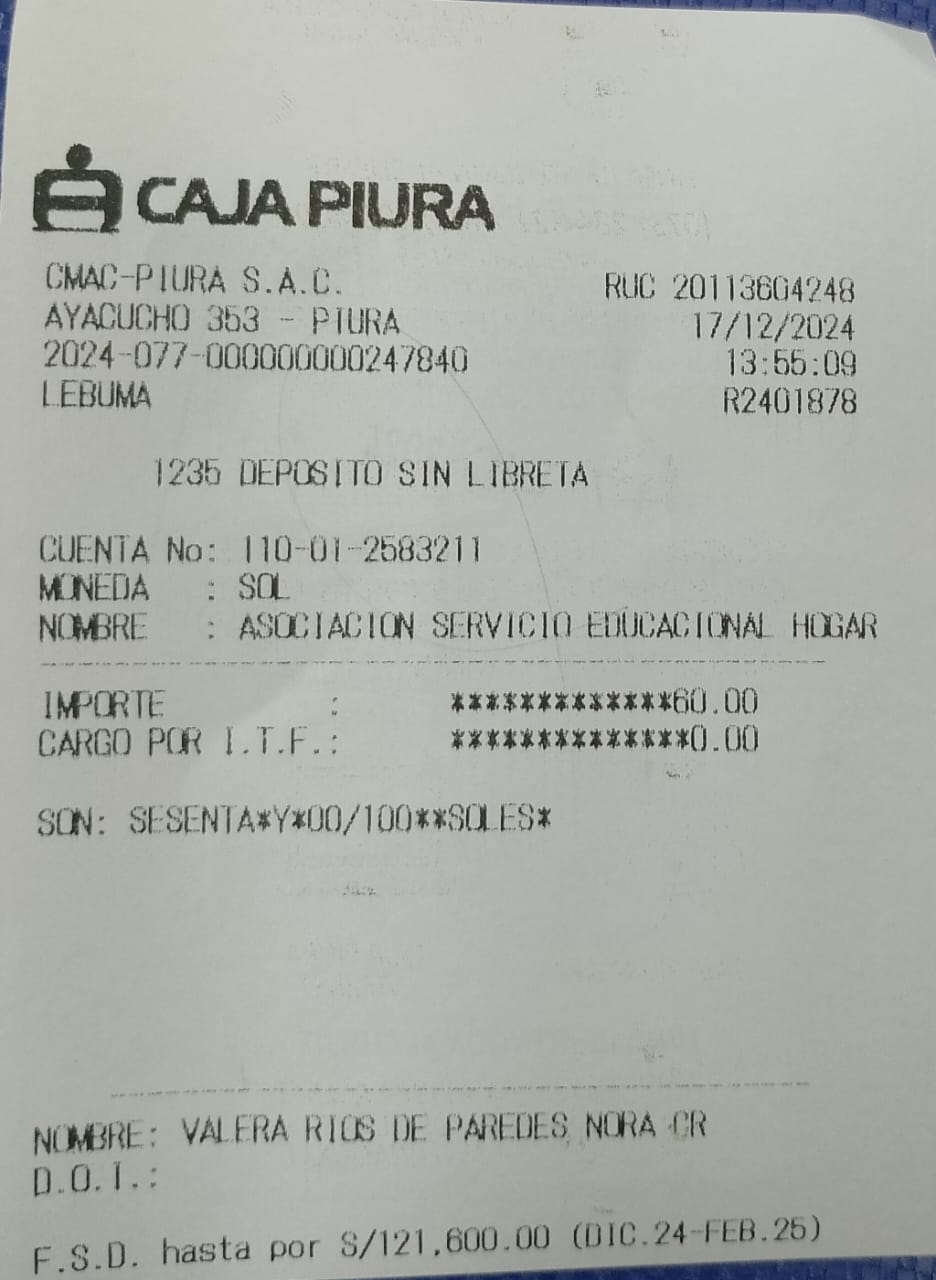 CAJA PIURA
CMAC-PIURA S.A.C. RUC 20113604248
AYACUCHO 353 - PIURA 17/12/2024
2024-077-000000000247840 13:55:09
LEBUMA R2401878
1235 DEPOSITO SIN LIBRETA
CUENTA No: 110-01-2583211
MONEDA : SOL
NOMBRE : ASOCIACION SERVICIO EDUCACIONAL HOGAR
IMPORTE : *************60.00
CARGO POR I.T.F.: **************0.00
SON: SESENTA*Y*00/100**SOLES*
NOMBRE: VALERA RIOS DE PAREDES NORA CR
D.O.I.:
F.S.D. hasta por S/121,600.00 (DIC.24-FEB.25)